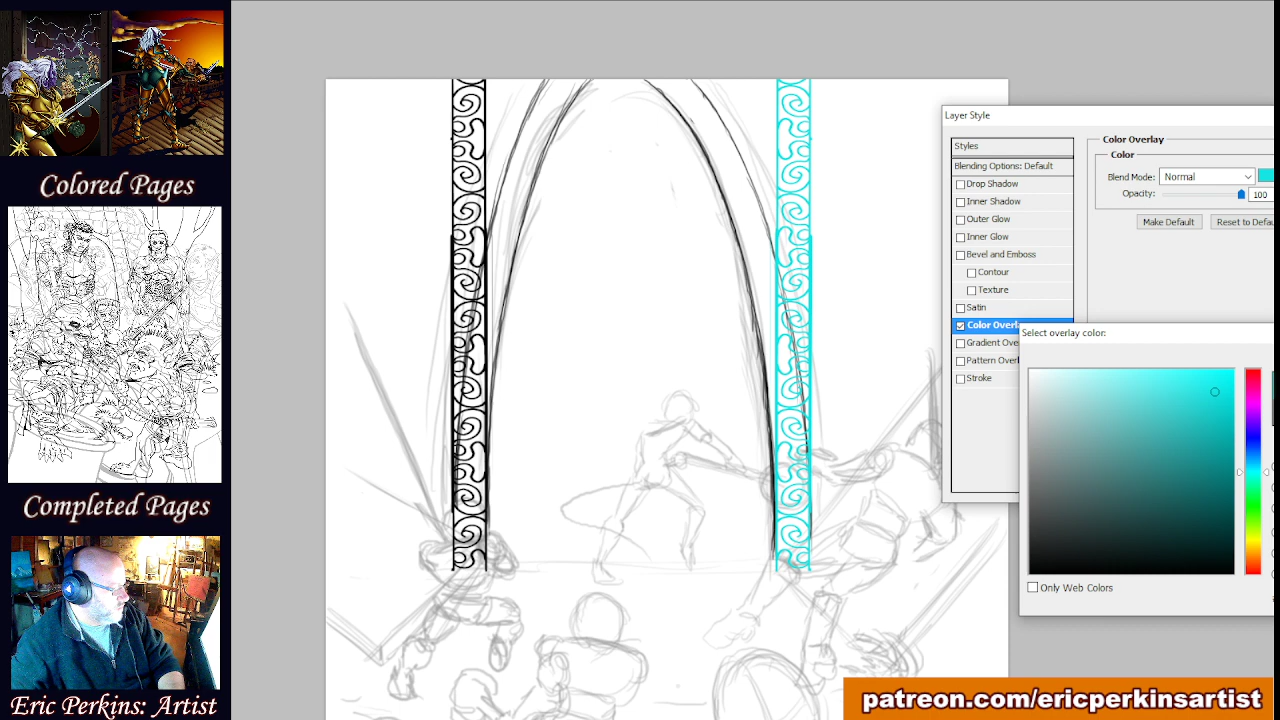 Colored Pages
Completed Pages
Eric Perkins: Artist
Layer Style
Styles
Blending Options: Default
Drop Shadow
Inner Shadow
Outer Glow
Inner Glow
Bevel and Emboss
Contour
Texture
Satin
Color Overla
Gradient Ove
Pattern Overl
Stroke
Color Overlay
Color
Blend Mode: Normal
Opacity: 100
Make Default Reset to Defau
Select overlay color:
Only Web Colors
patreon.com/ericperkinsartist